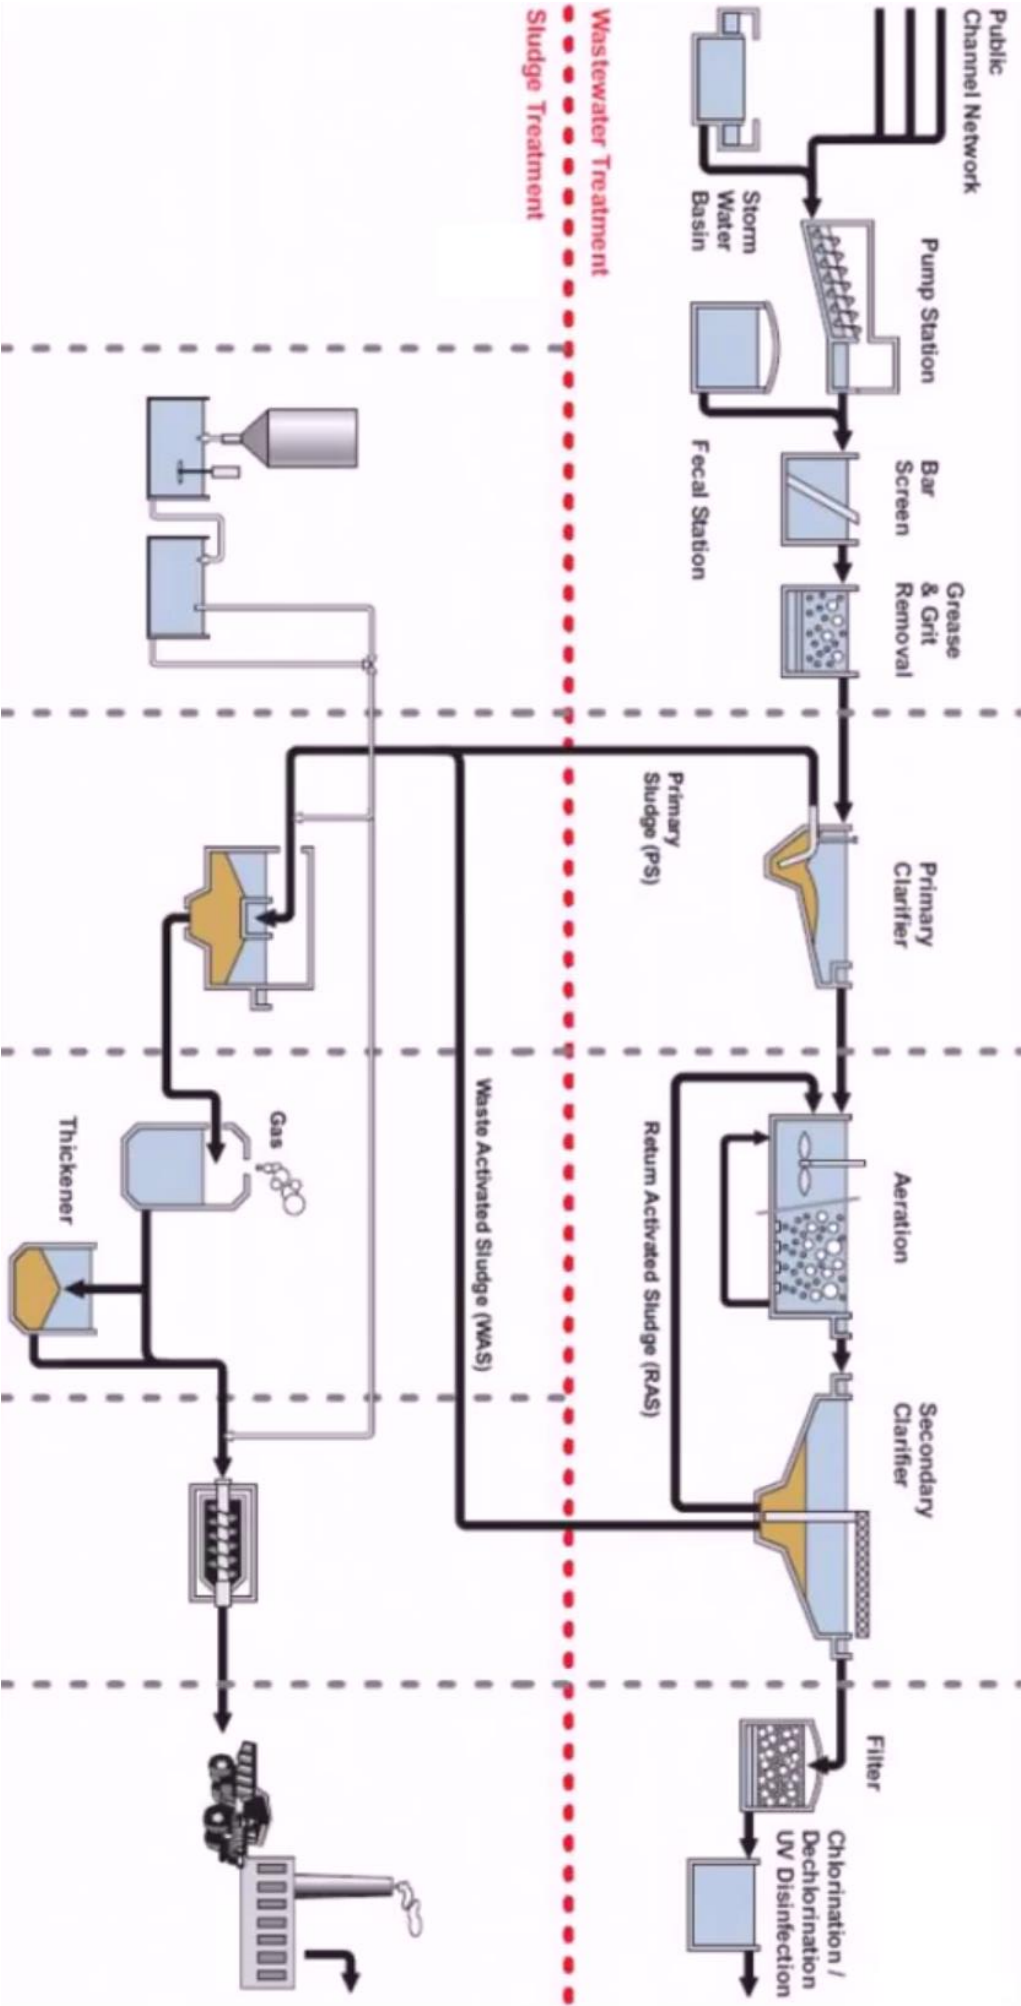 Public
Channel Network
Pump Station
Bar
Screen
Grease
& Grit
Removal
Primary
Clarifier
Aeration
Secondary
Clarifier
Filter
Chlorination /
Dechlorination
UV Disinfection
Storm
Water
Basin
Fecal Station
Primary
Sludge (PS)
Return Activated Sludge (RAS)
Wastewater Treatment
Sludge Treatment
Waste Activated Sludge (WAS)
Gas
Thickener